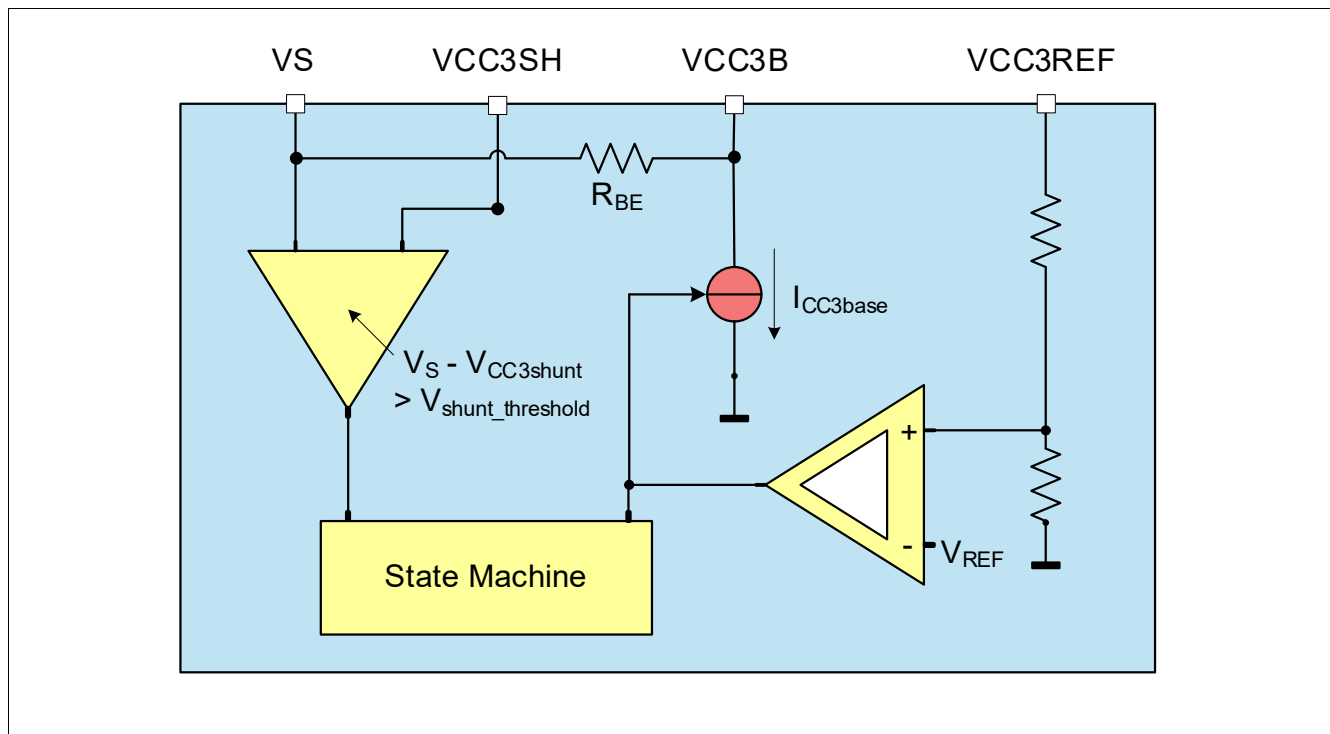 VS VCC3SH VCC3B VCC3REF
RBE
ICC3base
VS - VCC3shunt
> Vshunt_threshold
+
- VREF
State Machine